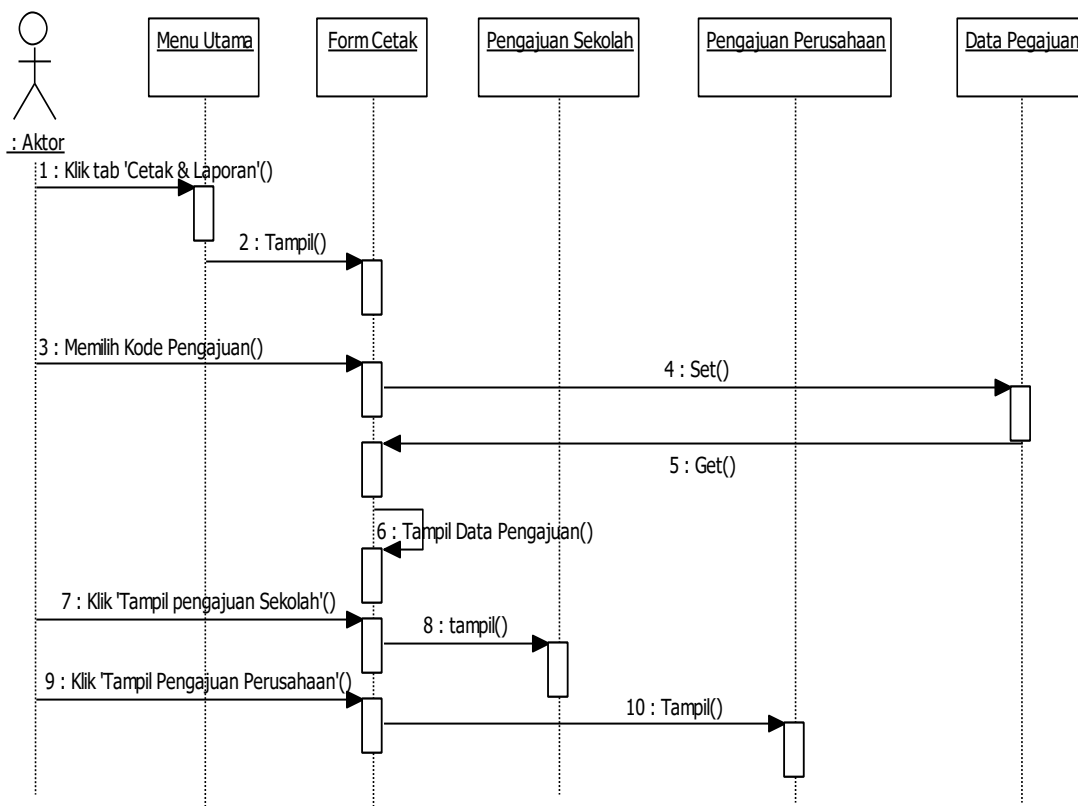 Menu Utama
Form Cetak
Pengajuan Sekolah
Pengajuan Perusahaan
Data Pegajuan
: Aktor
1 : Klik tab 'Cetak & Laporan'()
2 : Tampil()
3 : Memilih Kode Pengajuan()
4 : Set()
5 : Get()
6 : Tampil Data Pengajuan()
7 : Klik 'Tampil pengajuan Sekolah'()
8 : tampil()
9 : Klik 'Tampil Pengajuan Perusahaan'()
10 : Tampil()